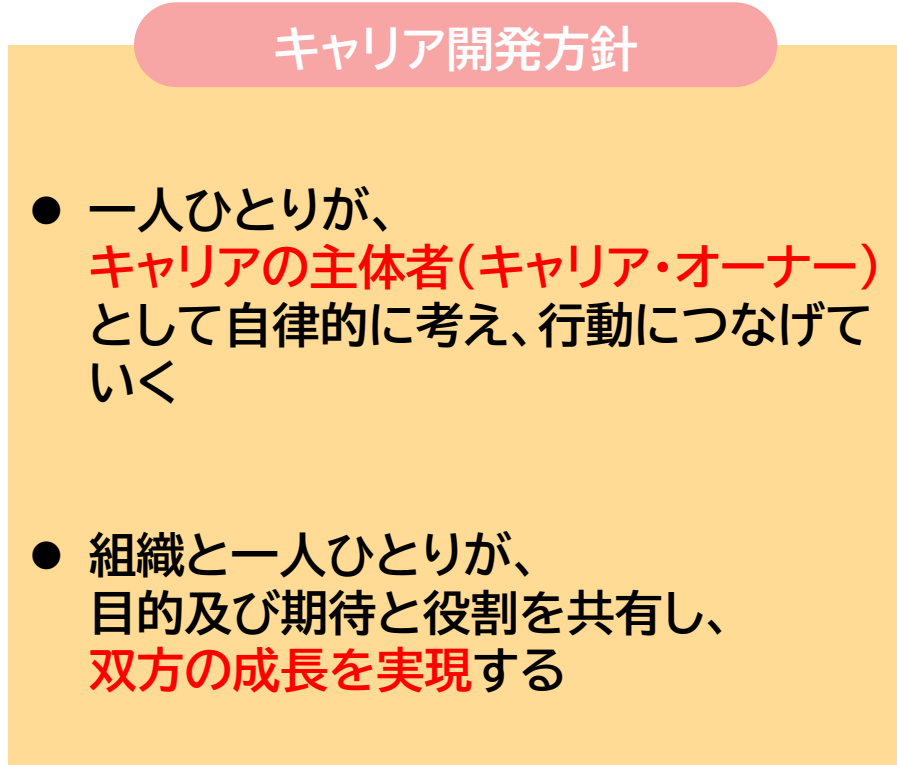 キャリア開発方針
● 一人ひとりが、
キャリアの主体者(キャリア・オーナー)
として自律的に考え、行動につなげて
いく
● 組織と一人ひとりが、
目的及び期待と役割を共有し、
双方の成長を実現する